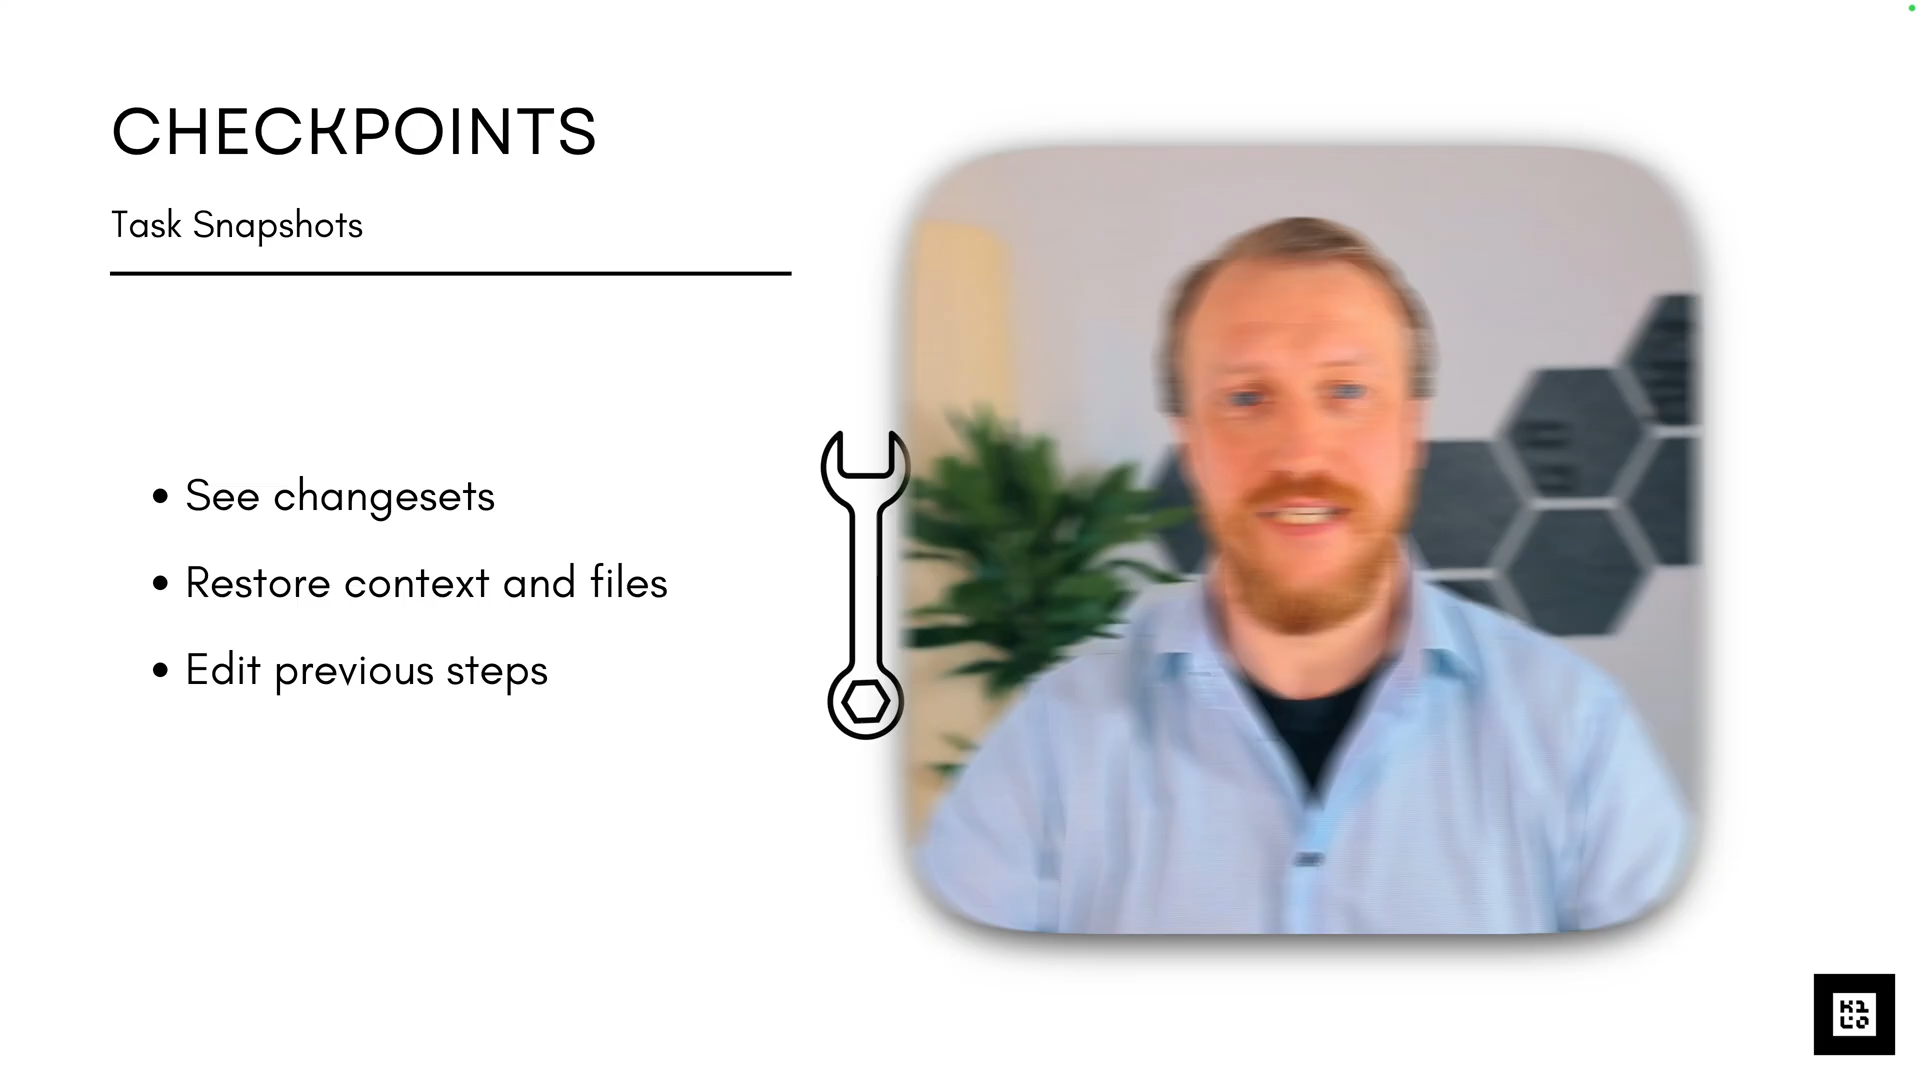 CHECKPOINTS
Task Snapshots
• See changesets
• Restore context and files
• Edit previous steps